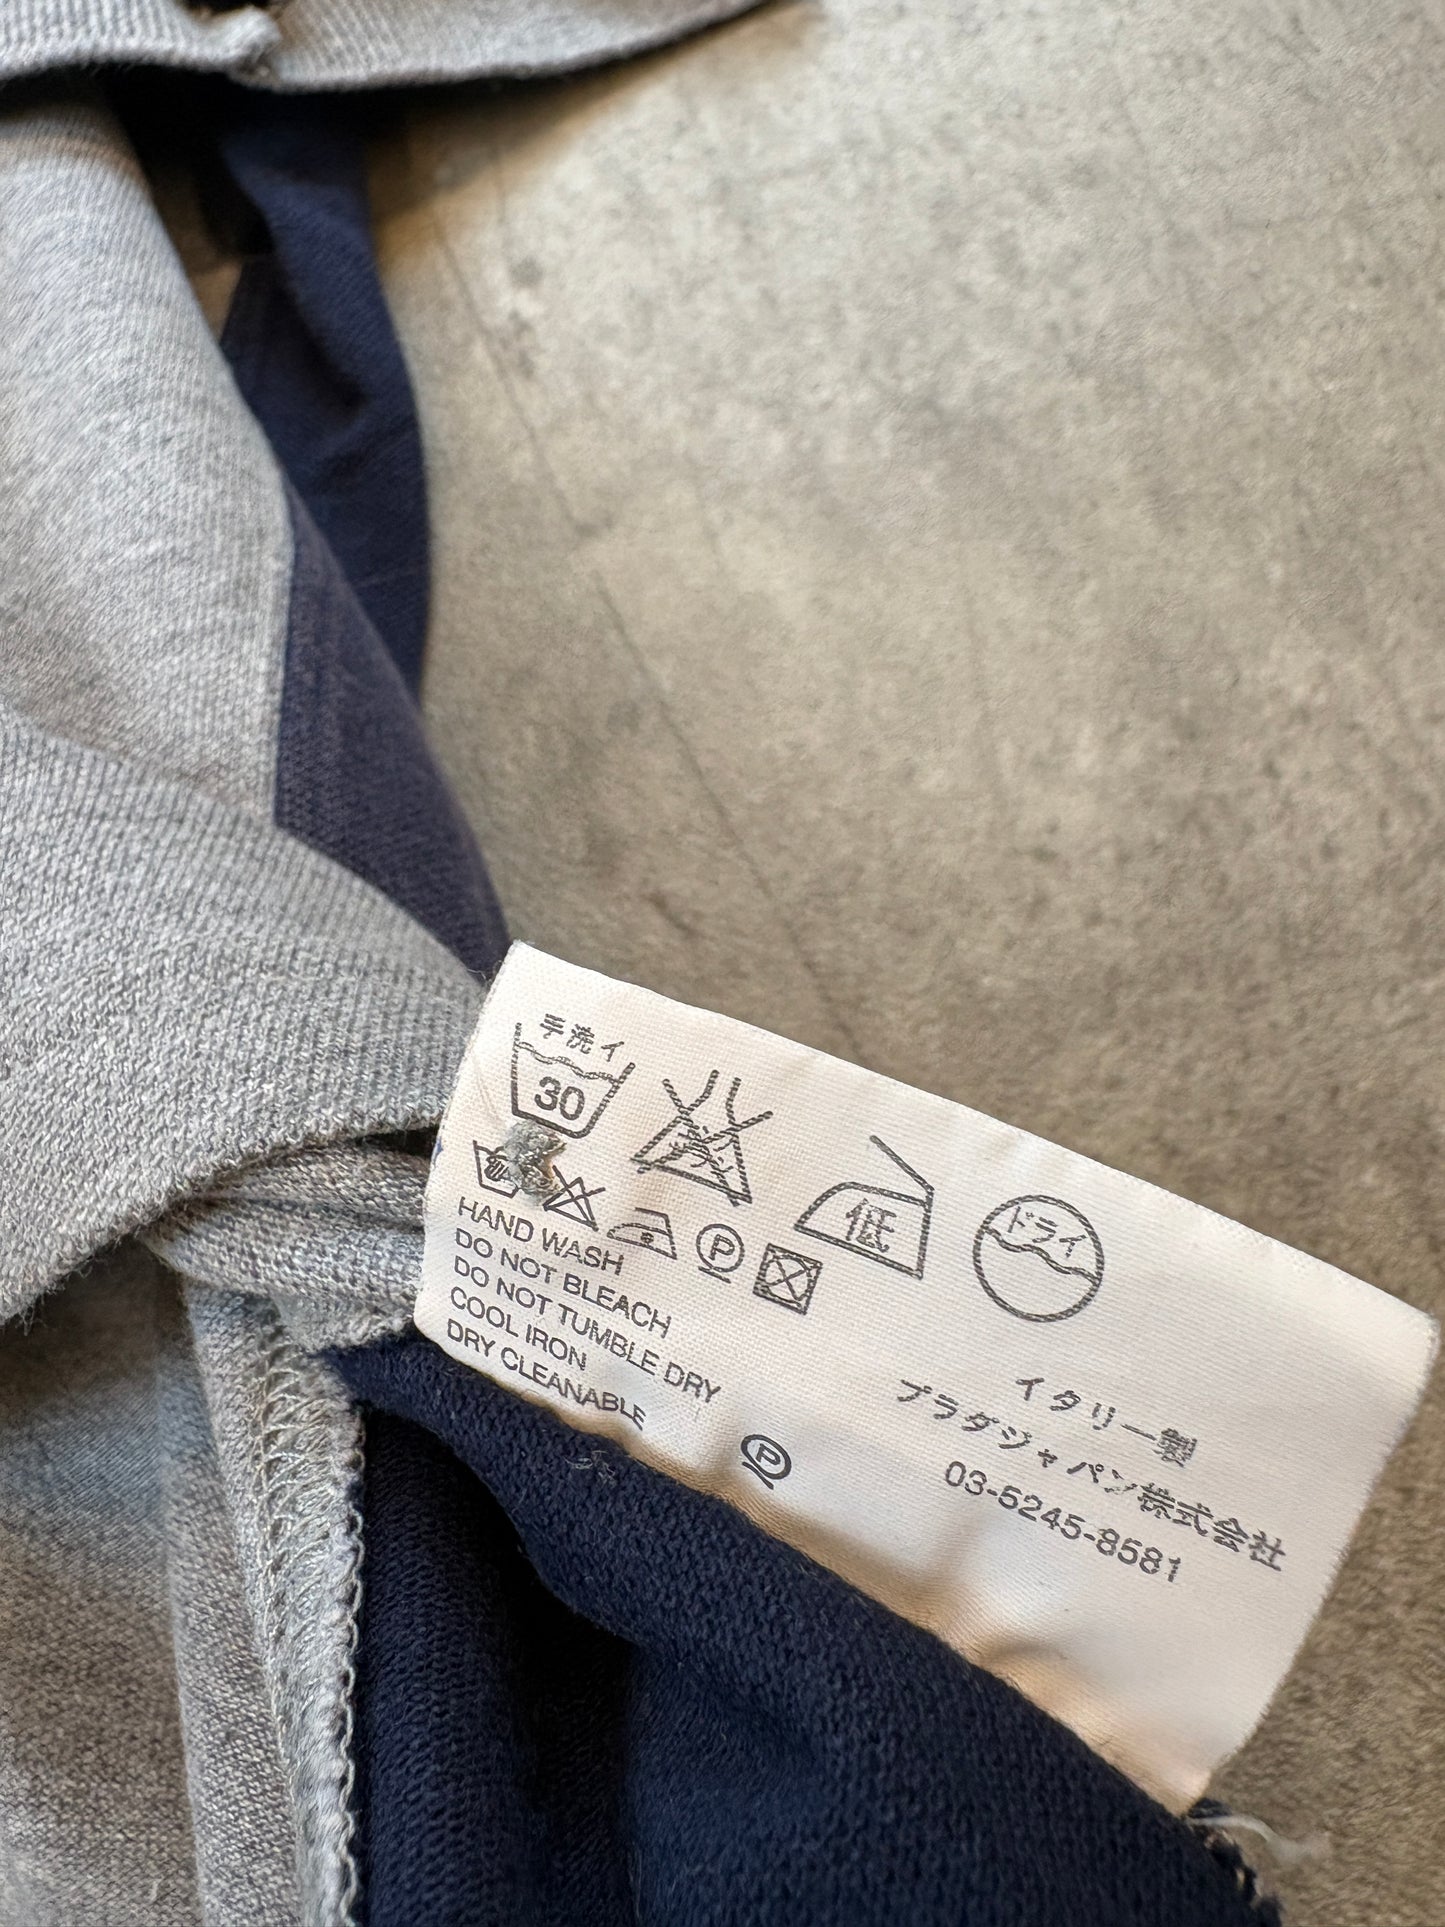 手洗イ
30
低
ドライ
P
HAND WASH
DO NOT BLEACH
DO NOT TUMBLE DRY
COOL IRON
DRY CLEANABLE
P
イタリー製
プラダジャパン株式会社
03-5245-8581